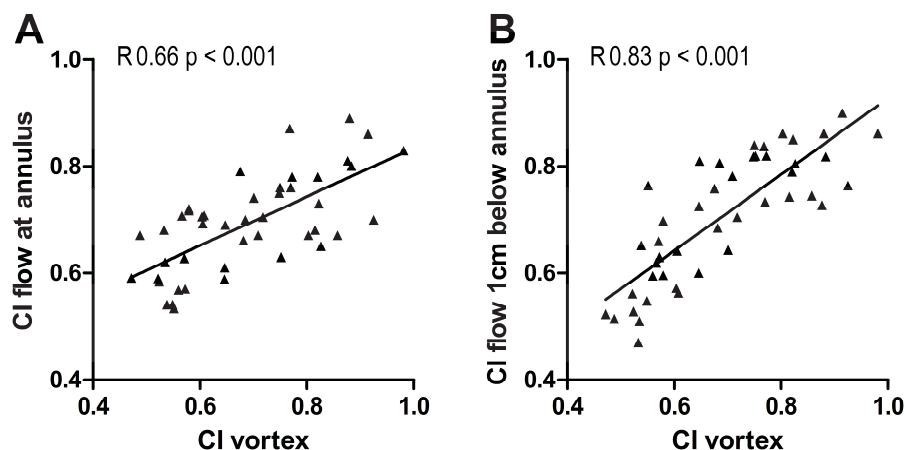 A
R 0.66 p < 0.001
CI flow at annulus
1.0
0.8
0.6
0.4
0.4 0.6 0.8 1.0
CI vortex
B
R 0.83 p < 0.001
CI flow 1cm below annulus
1.0
0.8
0.6
0.4
0.4 0.6 0.8 1.0
CI vortex